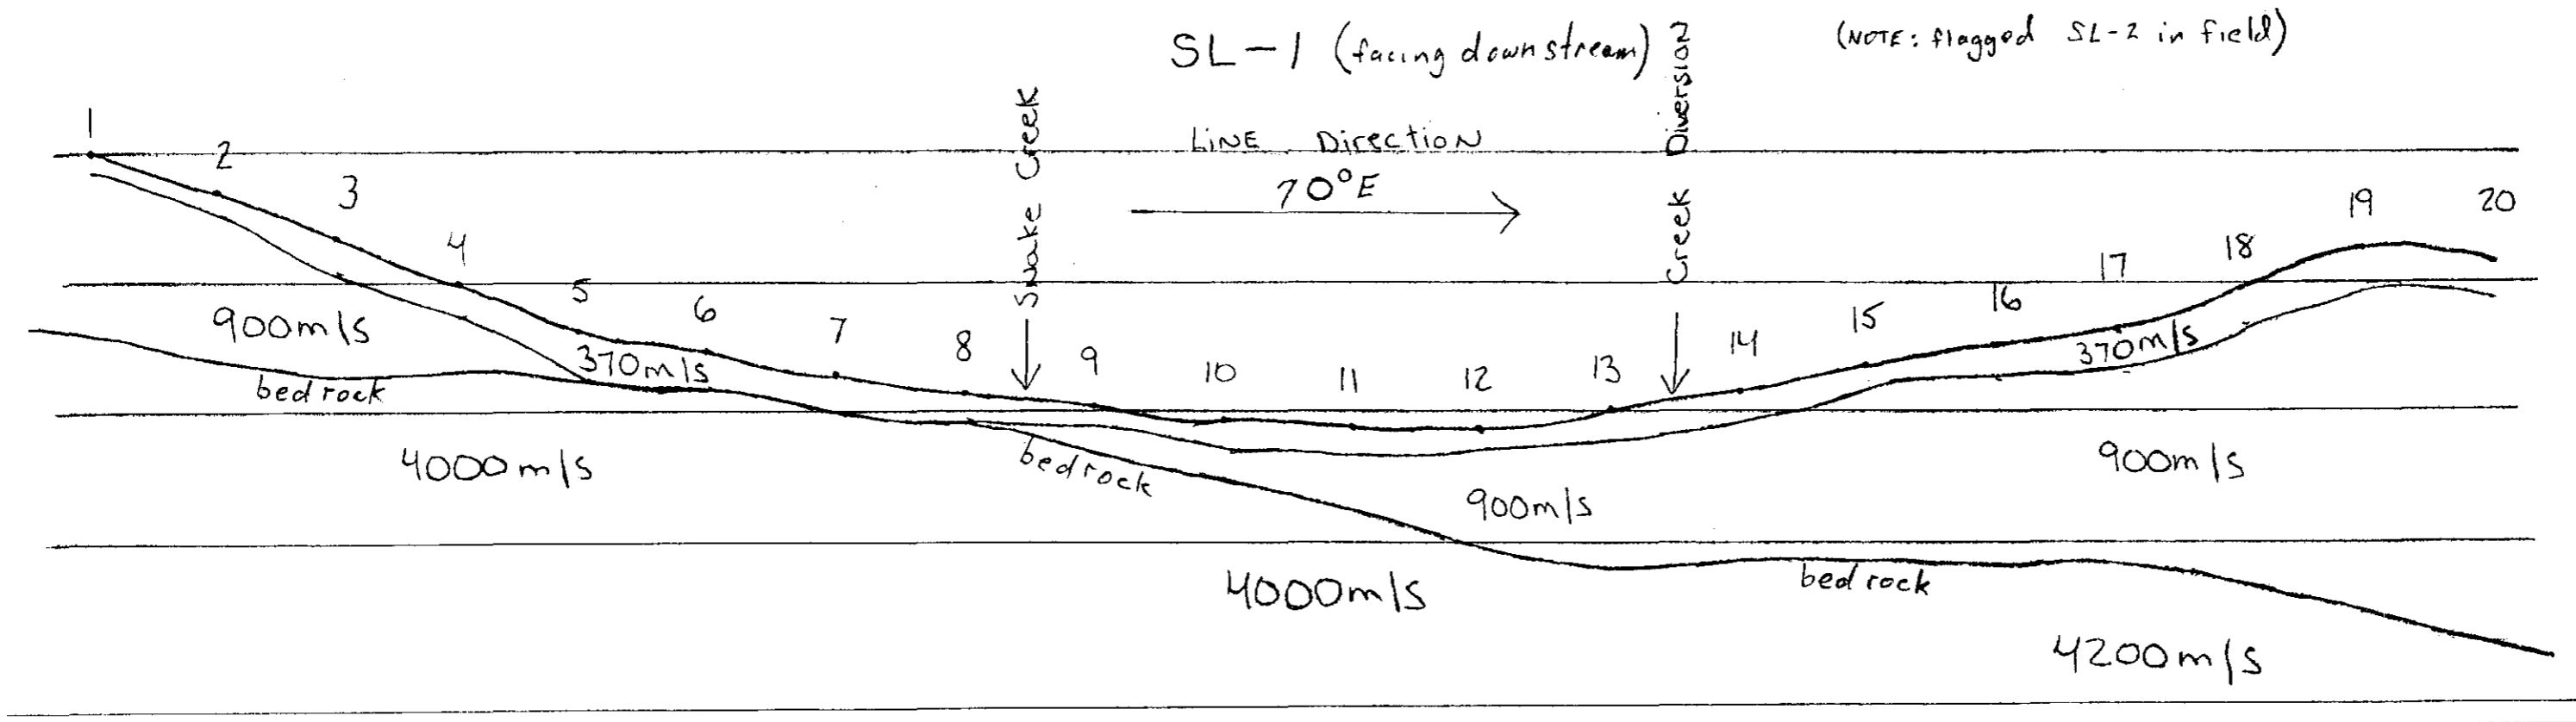 SL-1 (facing downstream)
(NOTE: flagged SL-2 in field)
LINE Direction
70°E
Snake Creek
Creek Diversion
1
2
3
4
5
6
7
8
9
10
11
12
13
14
15
16
17
18
19
20
900m/s
370m/s
370m/s
bedrock
4000m/s
bedrock
900m/s
900m/s
4000m/s
bedrock
4200m/s